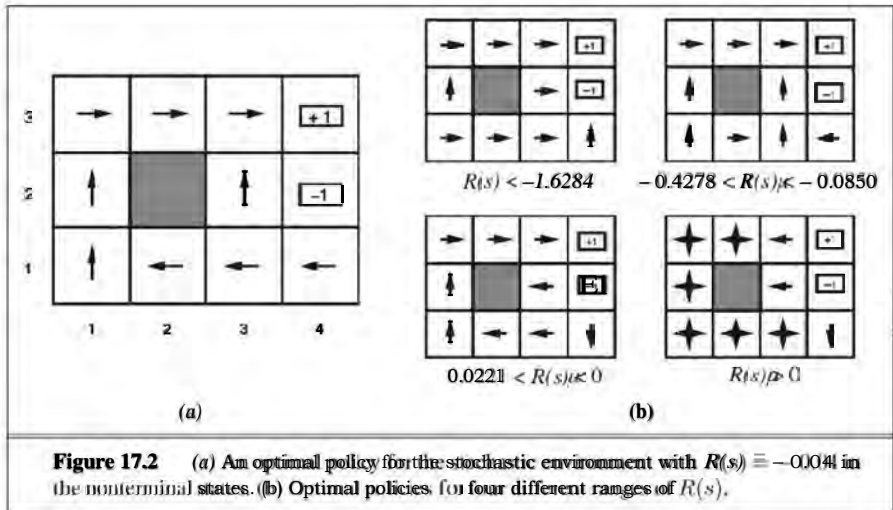 3
+1
2
-1
1
1 2 3 4
(a)
+1
-1
R(s) < -1.6284
+1
-1
-0.4278 < R(s) < -0.0850
+1
-1
0.0221 < R(s) < 0
+1
-1
R(s) > 0
(b)
Figure 17.2 (a) An optimal policy for the stochastic environment with R(s) = -0.04 in
the nonterminal states. (b) Optimal policies for four different ranges of R(s).